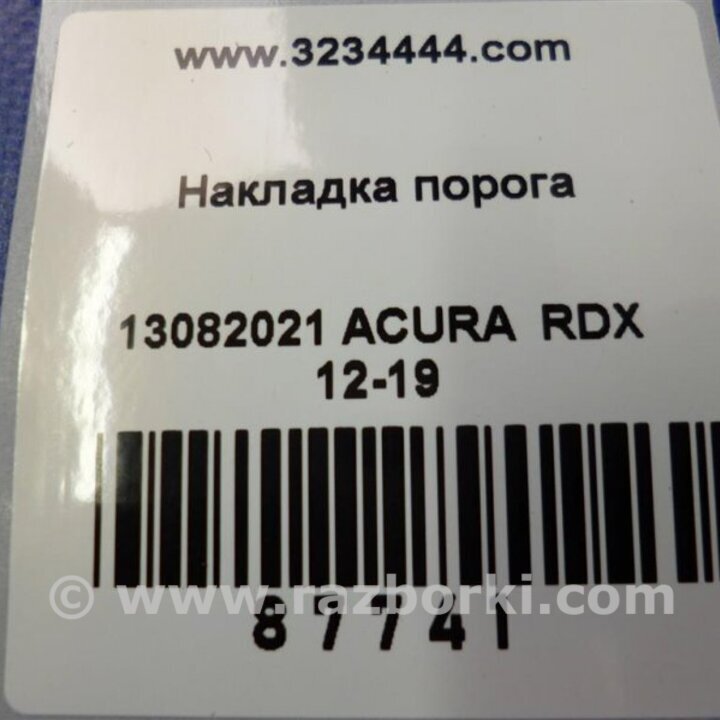 www.3234444.com
Накладка порога
13082021 ACURA RDX
12-19
© www.razborki.com
87741